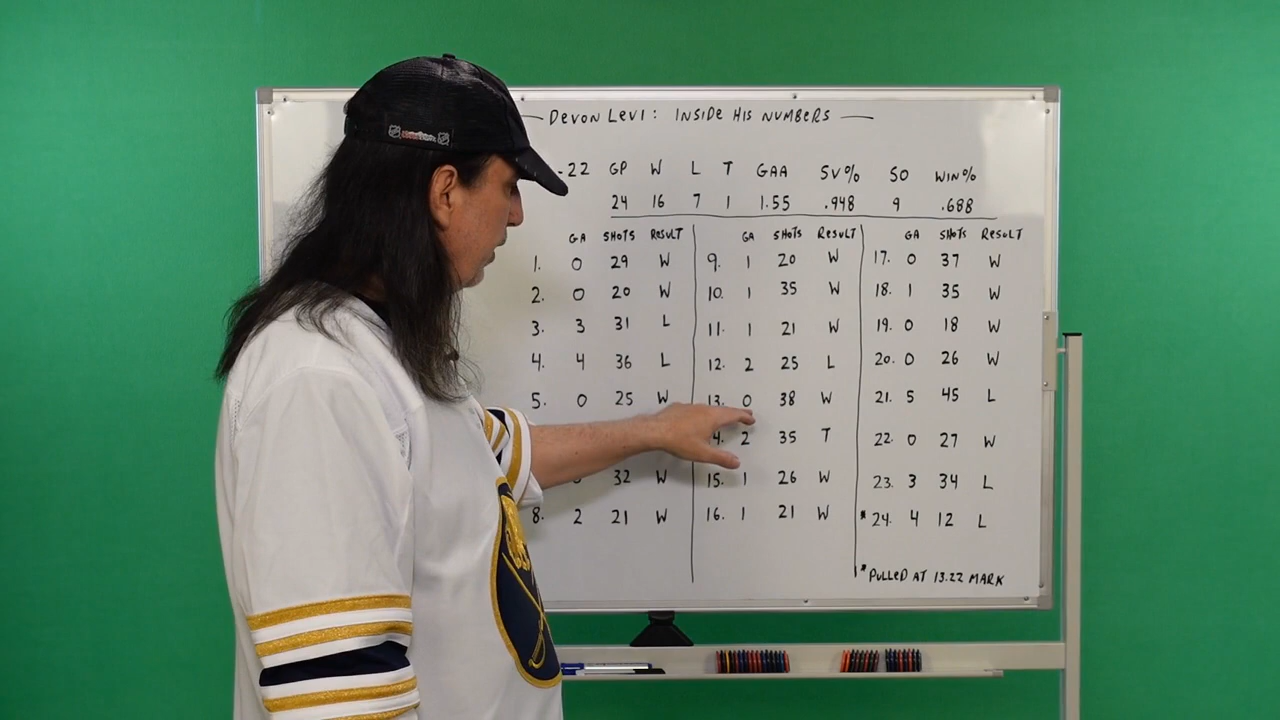 — DEVON LEVI: INSIDE HIS NUMBERS —
-22 GP W L T GAA SV% SO WIN%
24 16 7 1 1.55 .948 9 .688
GA SHOTS RESULT GA SHOTS RESULT GA SHOTS RESULT
1. 0 29 W 9. 1 20 W 17. 0 37 W
2. 0 20 W 10. 1 35 W 18. 1 35 W
3. 3 31 L 11. 1 21 W 19. 0 18 W
4. 4 36 L 12. 2 25 L 20. 0 26 W
5. 0 25 W 13. 0 38 W 21. 5 45 L
4. 2 35 T 22. 0 27 W
32 W 15. 1 26 W 23. 3 34 L
8. 2 21 W 16. 1 21 W * 24. 4 12 L
* PULLED AT 13.22 MARK